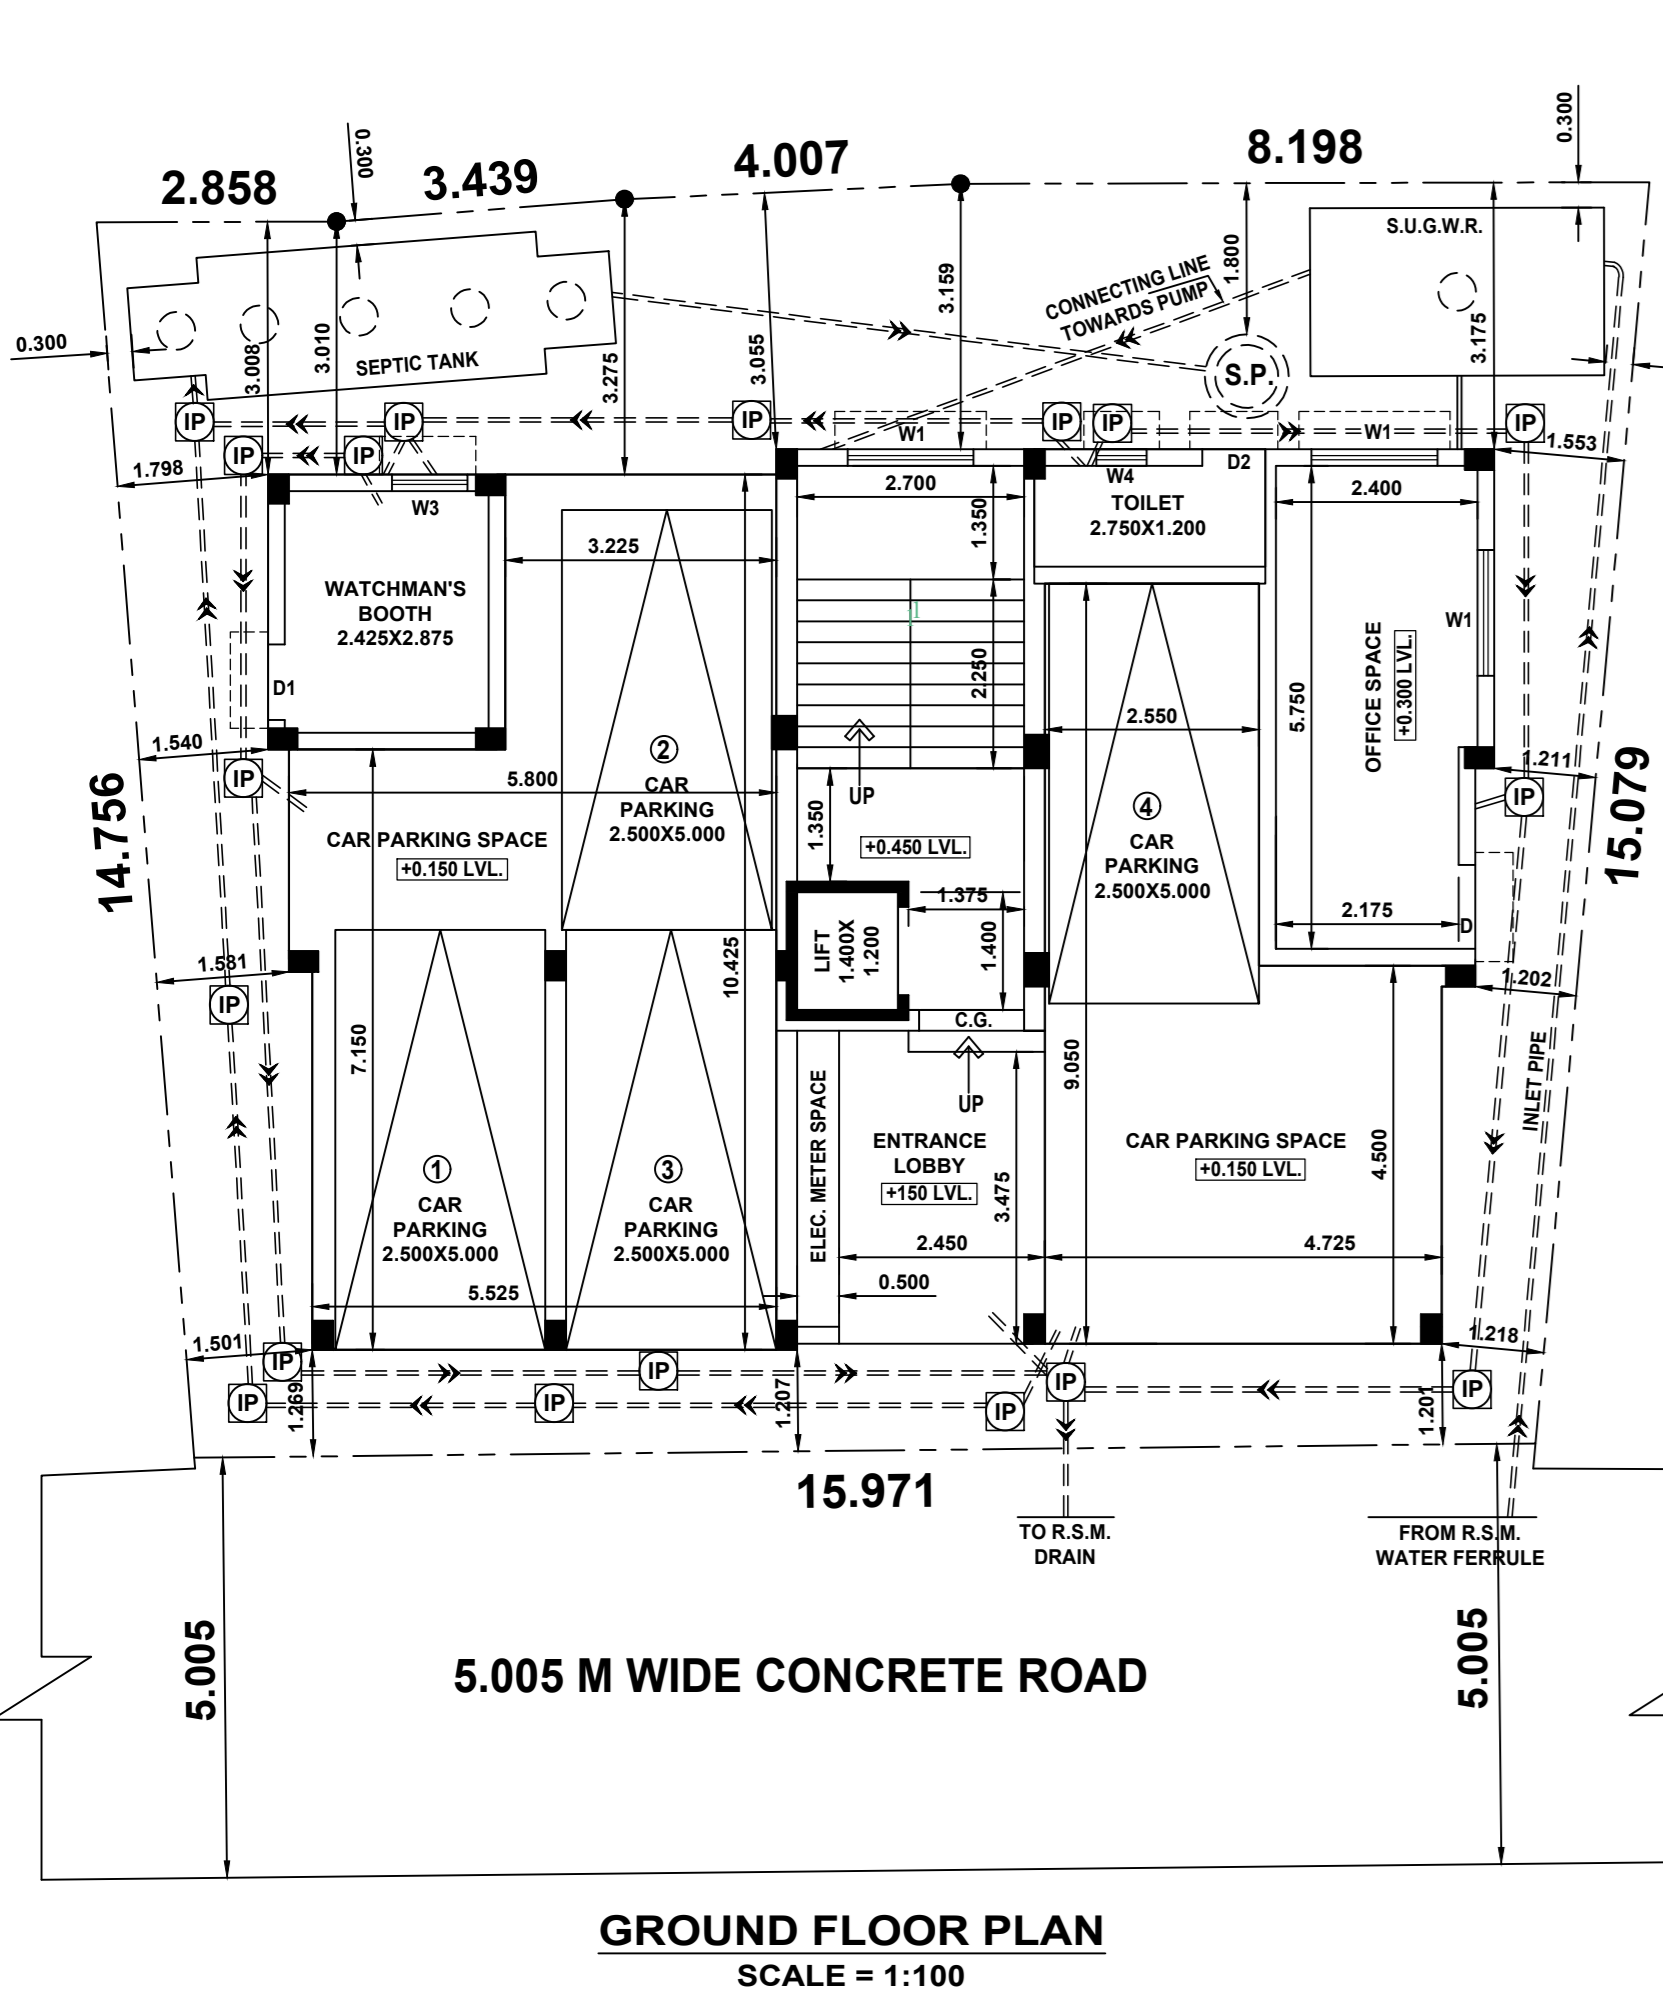 0.300
0.300
2.858
3.439
4.007
8.198
S.U.G.W.R.
CONNECTING LINE
TOWARDS PUMP
1.800
3.159
3.175
0.300
3.008
3.010
SEPTIC TANK
3.275
3.055
S.P.
IP
IP
IP
IP
IP
IP
IP
IP
W1
W1
1.553
1.798
W3
2.700
W4
D2
2.400
TOILET
2.750X1.200
1.350
3.225
WATCHMAN'S
BOOTH
2.425X2.875
W1
OFFICE SPACE
+0.300 LVL.
2.250
5.750
D1
2.550
1.540
2
5.800
CAR
PARKING
2.500X5.000
IP
UP
4
CAR
PARKING
2.500X5.000
1.211
IP
14.756
15.079
CAR PARKING SPACE
+0.150 LVL.
1.350
+0.450 LVL.
1.375
2.175
D
LIFT
1.400X
1.200
1.400
10.425
1.581
IP
1.202
C.G.
7.150
9.050
UP
INLET PIPE
ELEC. METER SPACE
ENTRANCE
LOBBY
+150 LVL.
3.475
CAR PARKING SPACE
+0.150 LVL.
4.500
1
CAR
PARKING
2.500X5.000
3
CAR
PARKING
2.500X5.000
2.450
4.725
0.500
5.525
1.501
1.218
IP
IP
IP
IP
IP
IP
IP
1.269
1.207
1.201
15.971
TO R.S.M.
DRAIN
FROM R.S.M.
WATER FERRULE
5.005
5.005
5.005 M WIDE CONCRETE ROAD
GROUND FLOOR PLAN
SCALE = 1:100